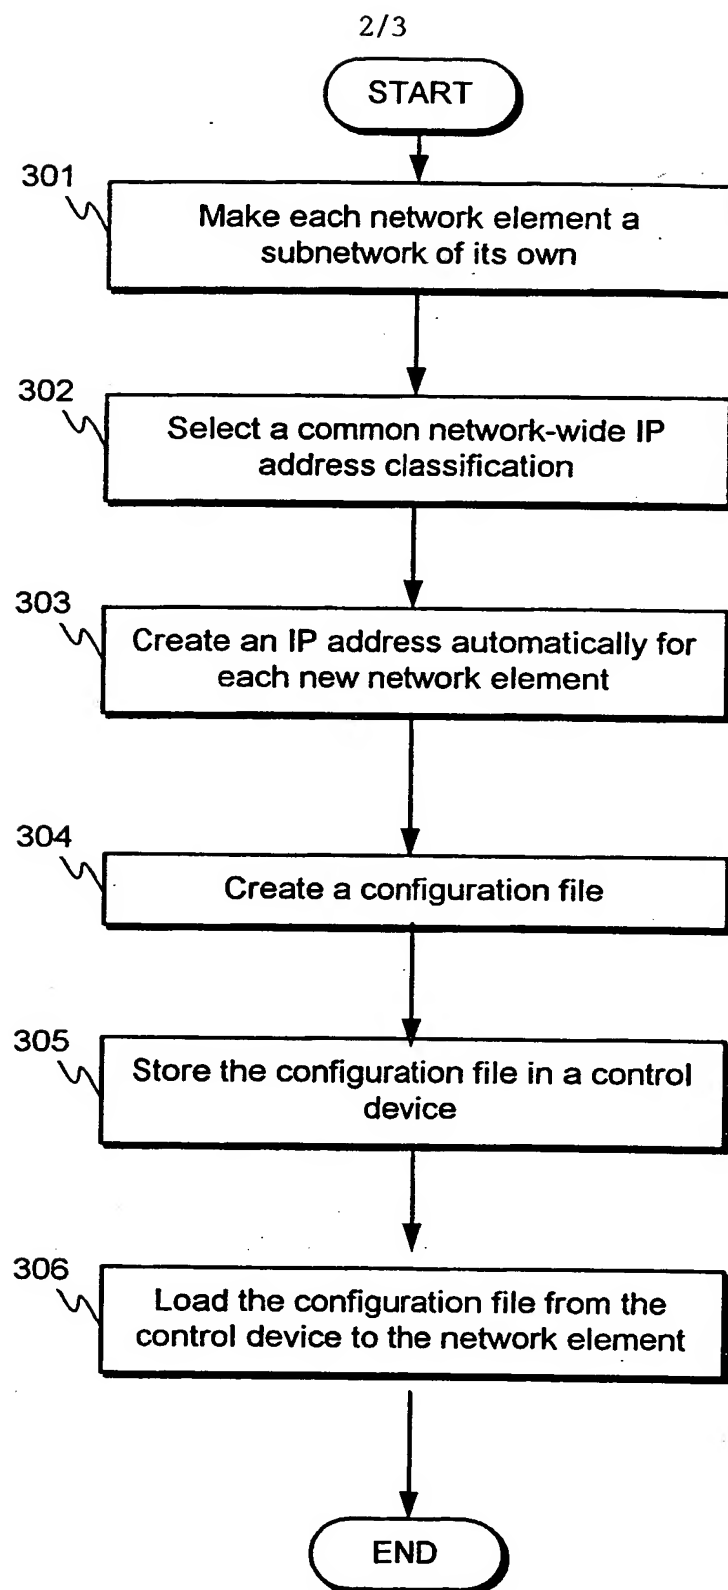 2/3
START
301
Make each network element a
subnetwork of its own
302
Select a common network-wide IP
address classification
303
Create an IP address automatically for
each new network element
304
Create a configuration file
305
Store the configuration file in a control
device
306
Load the configuration file from the
control device to the network element
END